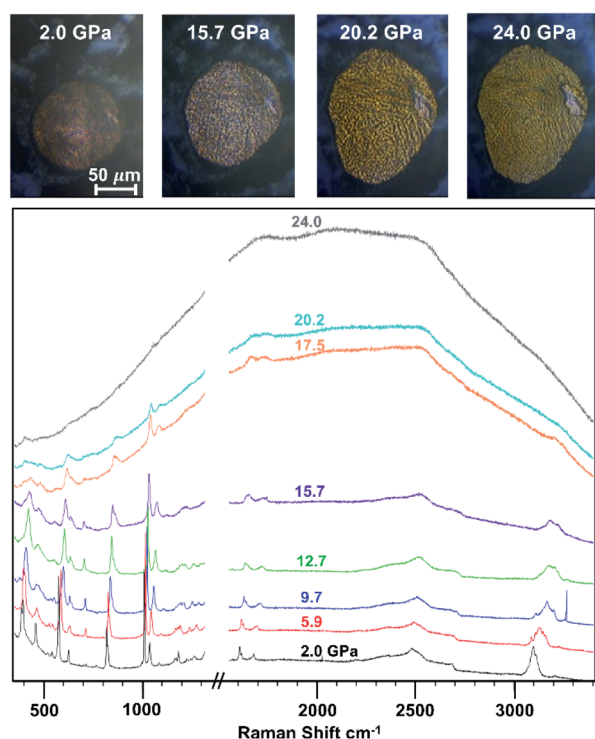 2.0 GPa
15.7 GPa
20.2 GPa
24.0 GPa
50 μm
24.0
20.2
17.5
15.7
12.7
9.7
5.9
2.0 GPa
500 1000 // 2000 2500 3000
Raman Shift cm-1